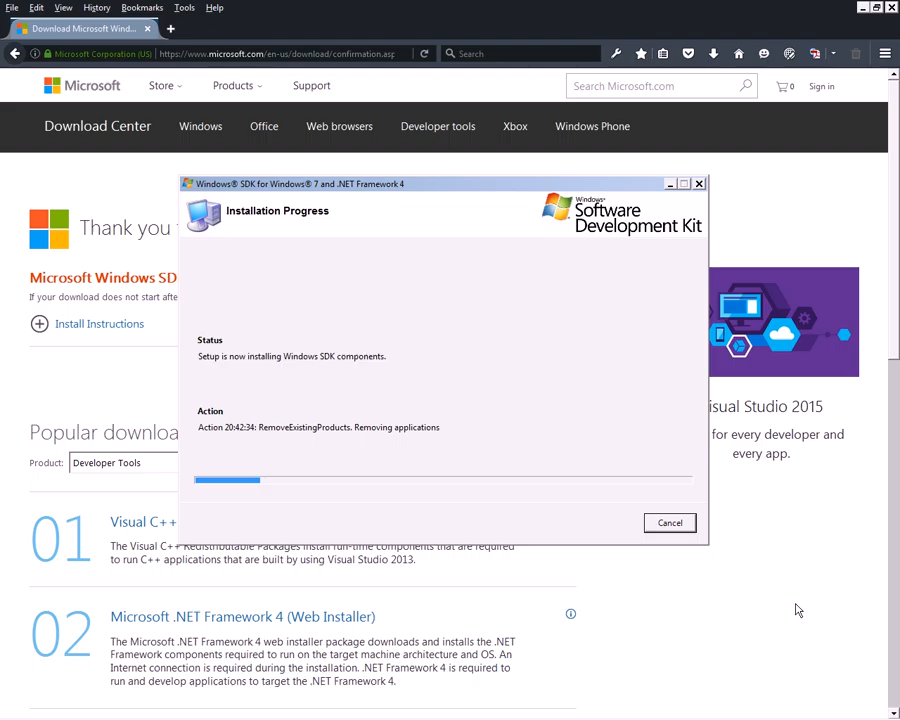 File Edit View History Bookmarks Tools Help
Download Microsoft Wind...
Microsoft Corporation (US) https://www.microsoft.com/en-us/download/confirmation.asp Search
Microsoft Store Products Support Search Microsoft.com 0 Sign in
Download Center Windows Office Web browsers Developer tools Xbox Windows Phone
Windows® SDK for Windows® 7 and .NET Framework 4
Installation Progress
Windows®
Software
Development Kit
Thank you
Microsoft Windows SD
If your download does not start after
Install Instructions
Status
Setup is now installing Windows SDK components.
Action
Action 20:42:34: RemoveExistingProducts. Removing applications
Cancel
isual Studio 2015
for every developer and
every app.
Popular downloa
Product: Developer Tools
01 Visual C++
The Visual C++ Redistributable Packages install run-time components that are required
to run C++ applications that are built by using Visual Studio 2013.
02 Microsoft .NET Framework 4 (Web Installer)
The Microsoft .NET Framework 4 web installer package downloads and installs the .NET
Framework components required to run on the target machine architecture and OS. An
Internet connection is required during the installation. .NET Framework 4 is required to
run and develop applications to target the .NET Framework 4.